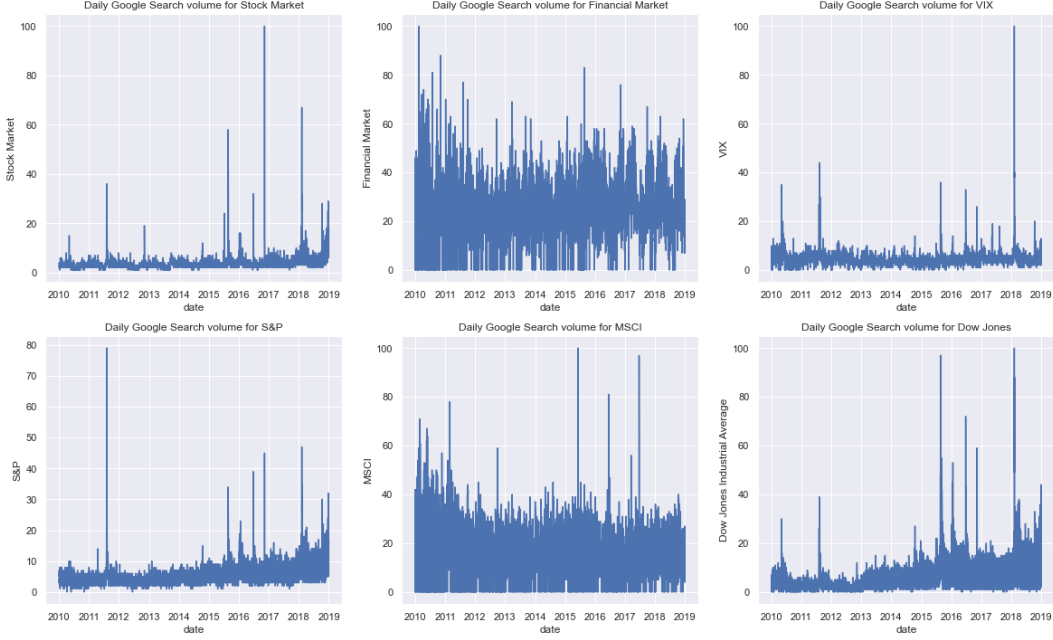 Daily Google Search volume for Stock Market
Stock Market
100
80
60
40
20
0
2010 2011 2012 2013 2014 2015 2016 2017 2018 2019
date
Daily Google Search volume for Financial Market
Financial Market
100
80
60
40
20
0
2010 2011 2012 2013 2014 2015 2016 2017 2018 2019
date
Daily Google Search volume for VIX
VIX
100
80
60
40
20
0
2010 2011 2012 2013 2014 2015 2016 2017 2018 2019
date
Daily Google Search volume for S&P
S&P
80
70
60
50
40
30
20
10
0
2010 2011 2012 2013 2014 2015 2016 2017 2018 2019
date
Daily Google Search volume for MSCI
MSCI
100
80
60
40
20
0
2010 2011 2012 2013 2014 2015 2016 2017 2018 2019
date
Daily Google Search volume for Dow Jones
Dow Jones Industrial Average
100
80
60
40
20
0
2010 2011 2012 2013 2014 2015 2016 2017 2018 2019
date